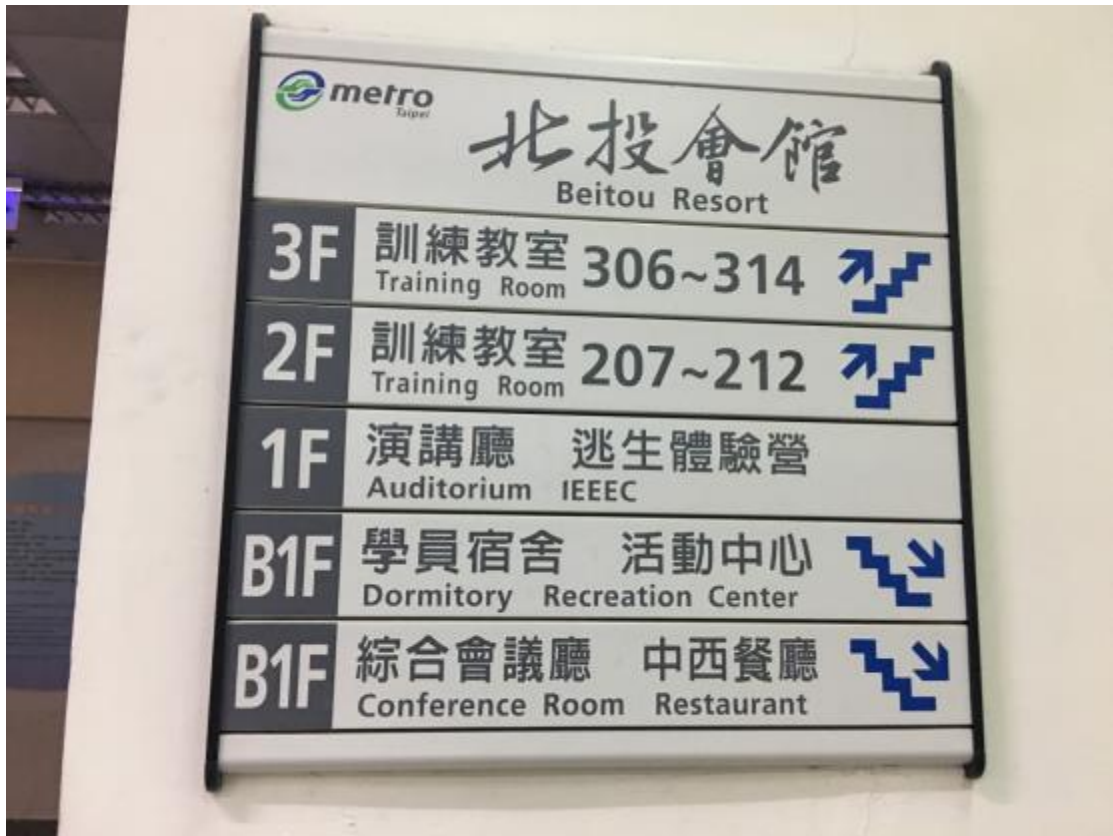 metro
Taipei
北投會館
Beitou Resort
3F 訓練教室 306~314
Training Room
2F 訓練教室 207~212
Training Room
1F 演講廳 逃生體驗營
Auditorium IEEEC
B1F 學員宿舍 活動中心
Dormitory Recreation Center
B1F 綜合會議廳 中西餐廳
Conference Room Restaurant